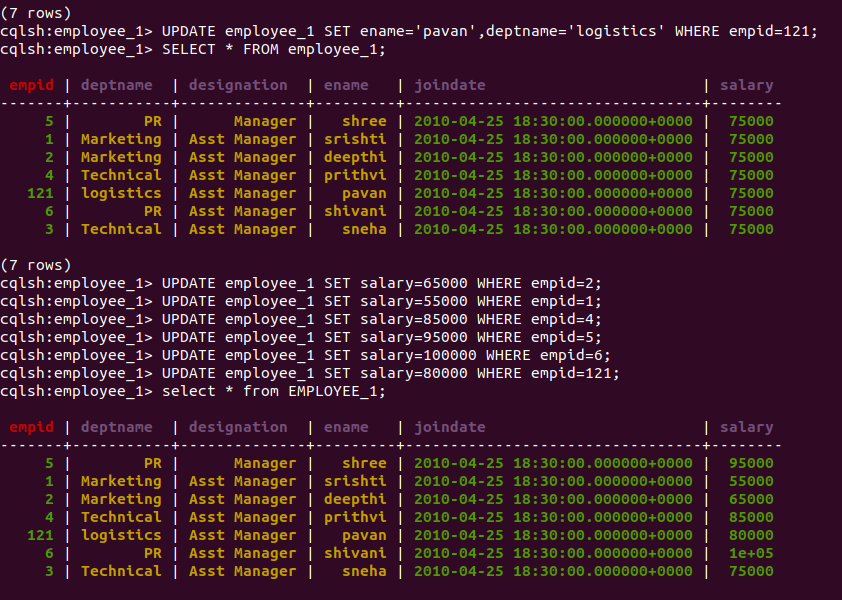 (7 rows)
cqlsh:employee_1> UPDATE employee_1 SET ename='pavan',deptname='logistics' WHERE empid=121;
cqlsh:employee_1> SELECT * FROM employee_1;

 empid | deptname  | designation  | ename   | joindate                        | salary
-------+-----------+--------------+---------+---------------------------------+--------
     5 |        PR |      Manager |   shree | 2010-04-25 18:30:00.000000+0000 |  75000
     1 | Marketing | Asst Manager | srishti | 2010-04-25 18:30:00.000000+0000 |  75000
     2 | Marketing | Asst Manager | deepthi | 2010-04-25 18:30:00.000000+0000 |  75000
     4 | Technical | Asst Manager | prithvi | 2010-04-25 18:30:00.000000+0000 |  75000
   121 | logistics | Asst Manager |   pavan | 2010-04-25 18:30:00.000000+0000 |  75000
     6 |        PR | Asst Manager | shivani | 2010-04-25 18:30:00.000000+0000 |  75000
     3 | Technical | Asst Manager |   sneha | 2010-04-25 18:30:00.000000+0000 |  75000

(7 rows)
cqlsh:employee_1> UPDATE employee_1 SET salary=65000 WHERE empid=2;
cqlsh:employee_1> UPDATE employee_1 SET salary=55000 WHERE empid=1;
cqlsh:employee_1> UPDATE employee_1 SET salary=85000 WHERE empid=4;
cqlsh:employee_1> UPDATE employee_1 SET salary=95000 WHERE empid=5;
cqlsh:employee_1> UPDATE employee_1 SET salary=100000 WHERE empid=6;
cqlsh:employee_1> UPDATE employee_1 SET salary=80000 WHERE empid=121;
cqlsh:employee_1> select * from EMPLOYEE_1;

 empid | deptname  | designation  | ename   | joindate                        | salary
-------+-----------+--------------+---------+---------------------------------+--------
     5 |        PR |      Manager |   shree | 2010-04-25 18:30:00.000000+0000 |  95000
     1 | Marketing | Asst Manager | srishti | 2010-04-25 18:30:00.000000+0000 |  55000
     2 | Marketing | Asst Manager | deepthi | 2010-04-25 18:30:00.000000+0000 |  65000
     4 | Technical | Asst Manager | prithvi | 2010-04-25 18:30:00.000000+0000 |  85000
   121 | logistics | Asst Manager |   pavan | 2010-04-25 18:30:00.000000+0000 |  80000
     6 |        PR | Asst Manager | shivani | 2010-04-25 18:30:00.000000+0000 |  1e+05
     3 | Technical | Asst Manager |   sneha | 2010-04-25 18:30:00.000000+0000 |  75000